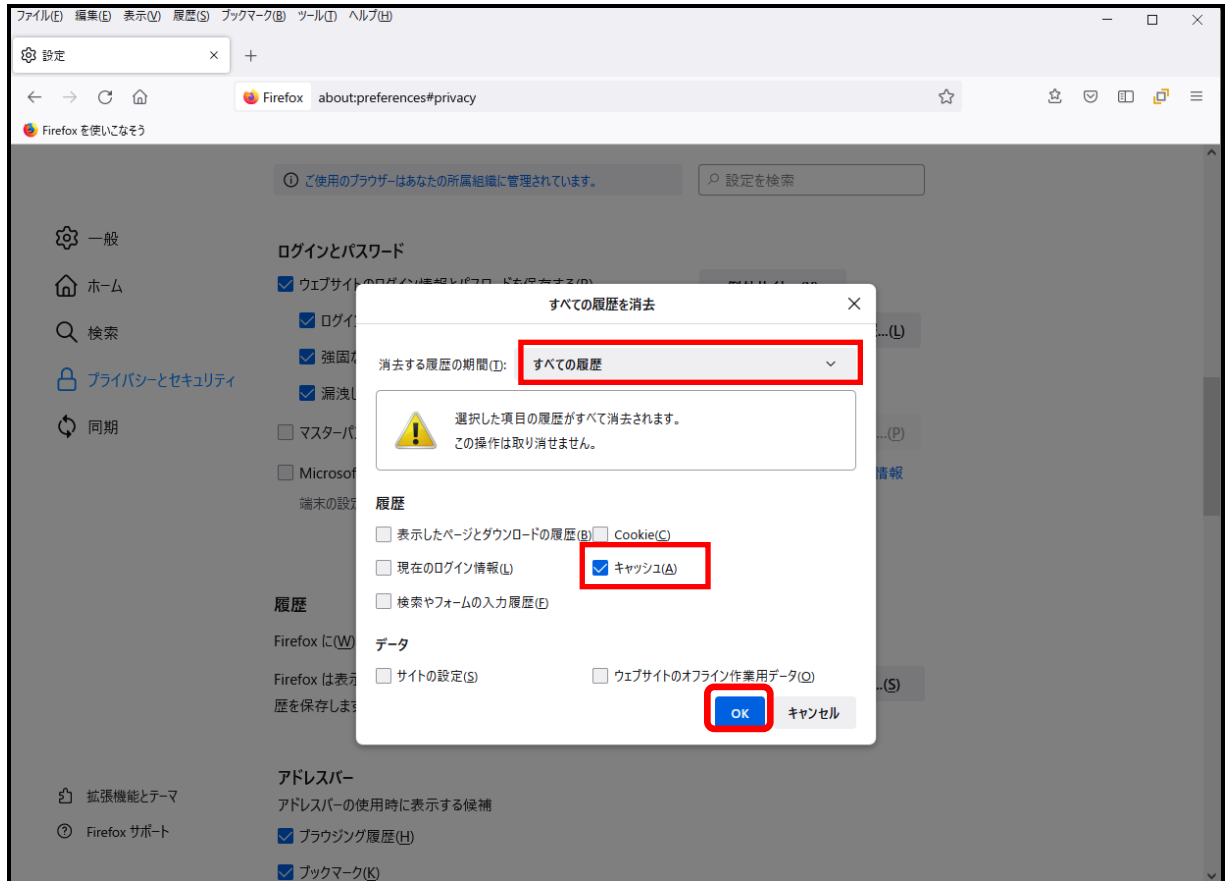 ファイル(F) 編集(E) 表示(V) 履歴(S) ブックマーク(B) ツール(T) ヘルプ(H)
設定
Firefox about:preferences#privacy
Firefox を使いこなそう
ご使用のブラウザーはあなたの所属組織に管理されています。
設定を検索
一般
ホーム
検索
プライバシーとセキュリティ
同期
拡張機能とテーマ
Firefox サポート
ログインとパスワード
ウェブサイトのログイン情報とパスワードを保存する(R)
ログイ
...(L)
強固な
漏洩し
マスターパ
...(P)
Microsof
情報
端末の設定
履歴
Firefox に(W)
Firefox は表示
歴を保存します
..(S)
アドレスバー
アドレスバーの使用時に表示する候補
ブラウジング履歴(H)
ブックマーク(K)
すべての履歴を消去
消去する履歴の期間(T): すべての履歴
選択した項目の履歴がすべて消去されます。
この操作は取り消せません。
履歴
表示したページとダウンロードの履歴(B) Cookie(C)
現在のログイン情報(L) キャッシュ(A)
検索やフォームの入力履歴(F)
データ
サイトの設定(S) ウェブサイトのオフライン作業用データ(O)
OK キャンセル